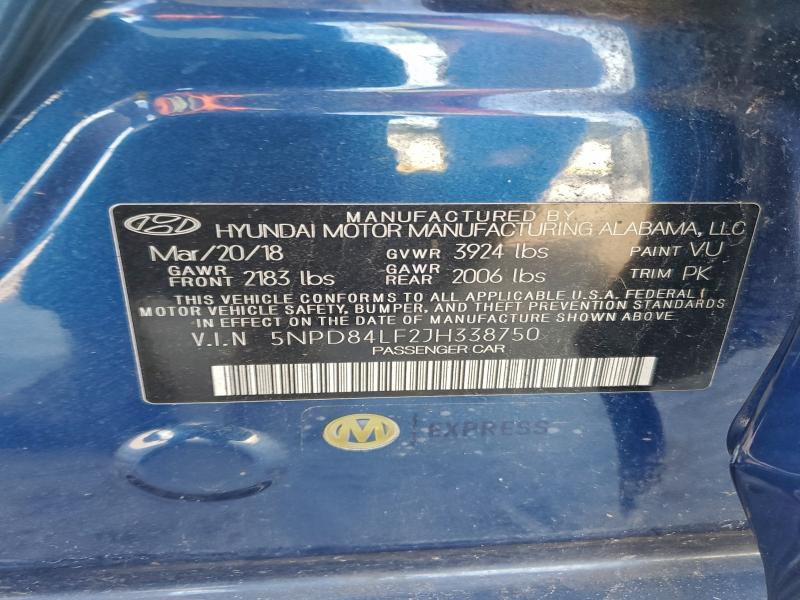 MANUFACTURED BY
HYUNDAI MOTOR MANUFACTURING ALABAMA, LLC
Mar/20/18 GVWR 3924 lbs PAINT VU
GAWR FRONT 2183 lbs GAWR REAR 2006 lbs TRIM PK
THIS VEHICLE CONFORMS TO ALL APPLICABLE U.S.A. FEDERAL
MOTOR VEHICLE SAFETY, BUMPER, AND THEFT PREVENTION STANDARDS
IN EFFECT ON THE DATE OF MANUFACTURE SHOWN ABOVE
V.I.N 5NPD84LF2JH338750
PASSENGER CAR
M EXPRESS